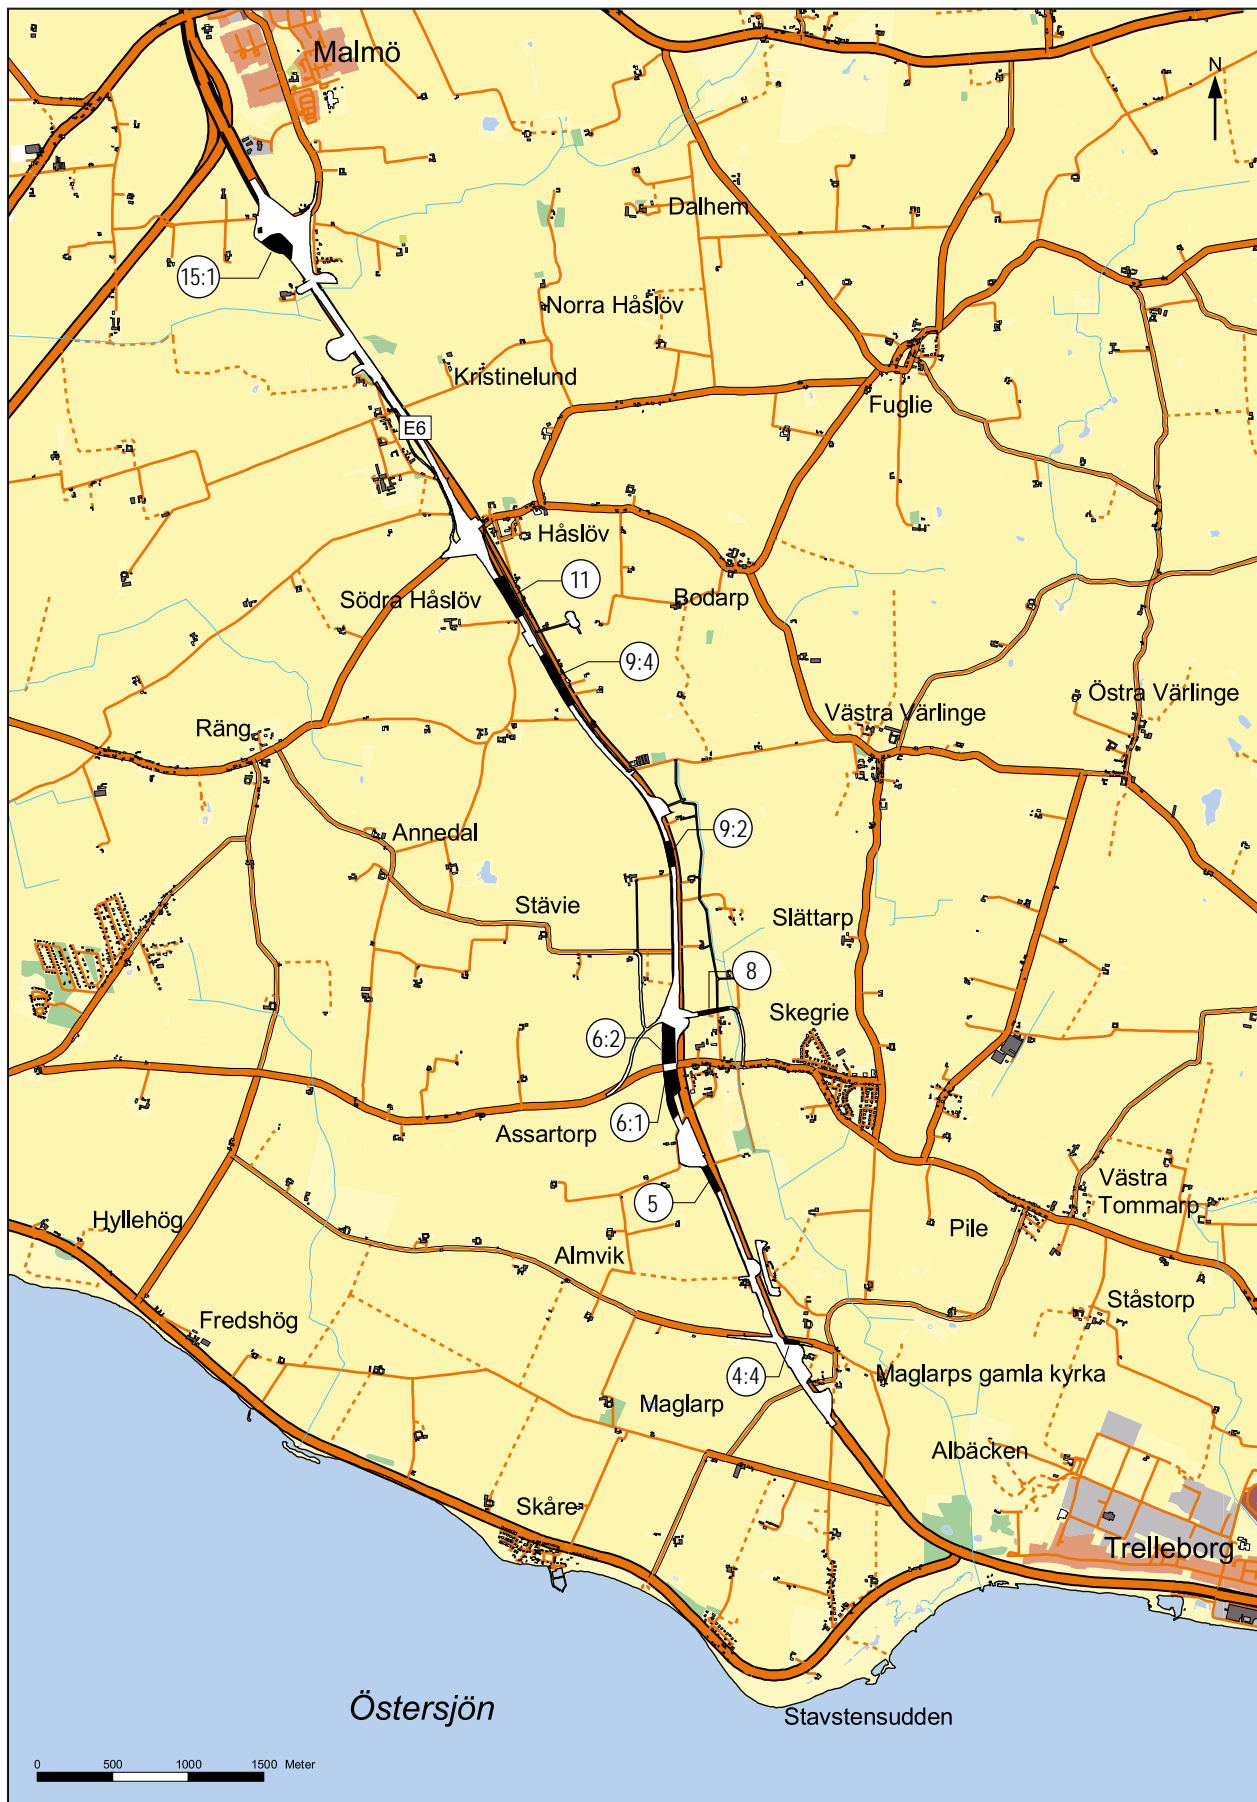 Malmö
N
Dalhem
15:1
Norra Håslöv
Kristinelund
Fuglie
E6
Håslöv
11
Södra Håslöv
Bodarp
9:4
Östra Värlinge
Västra Värlinge
Räng
9:2
Annedal
Stävie
Slättarp
8
Skegrie
6:2
6:1
Assartorp
Västra
Tommarp
5
Hyllehög
Pile
Almvik
Ståstorp
Fredshög
4:4
Maglarps gamla kyrka
Maglarp
Albäcken
Skåre
Trelleborg
Östersjön
Stavstensudden
0 500 1000 1500 Meter